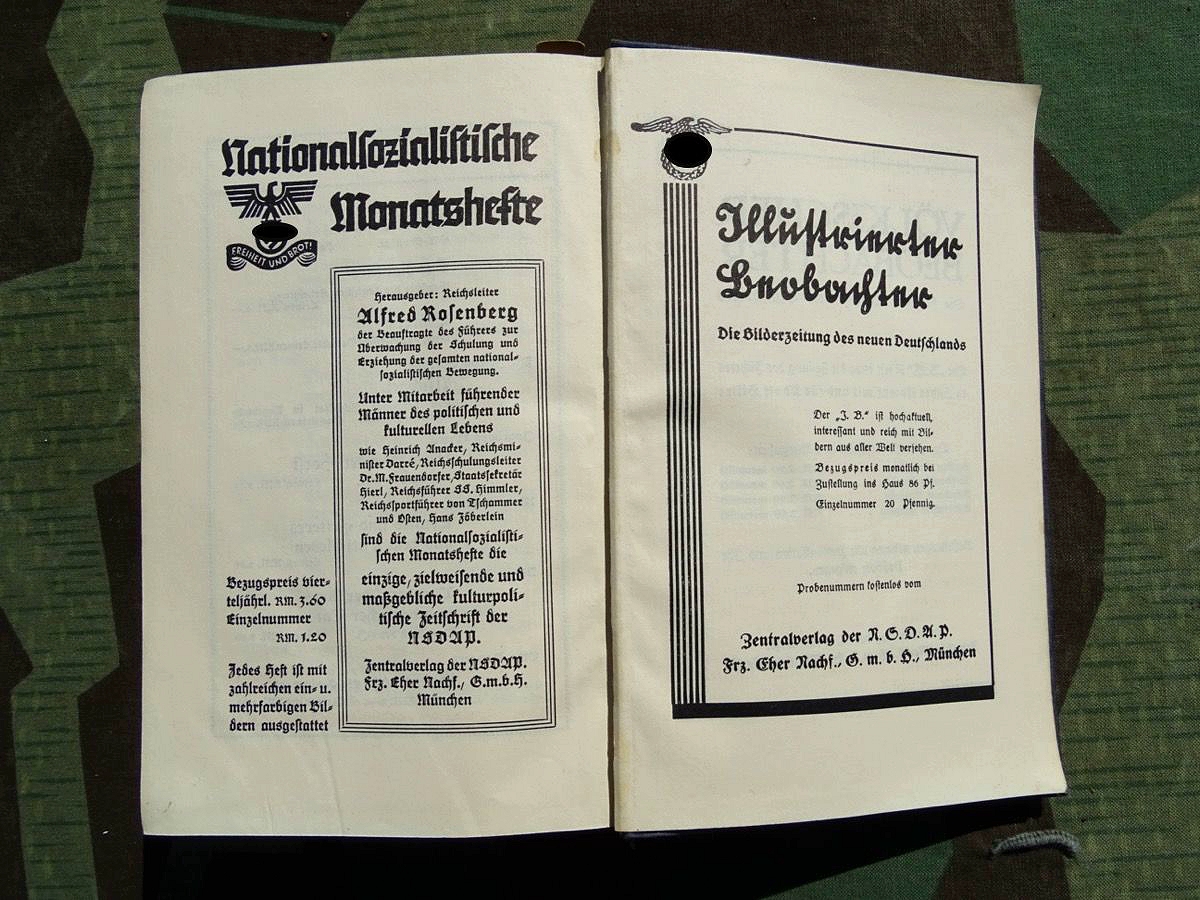 Nationalsozialistische
Monatshefte
FREIHEIT UND BROT!
Herausgeber: Reichsleiter
Alfred Rosenberg
der Beauftragte des Führers zur
Überwachung der Schulung und
Erziehung der gesamten national-
sozialistischen Bewegung.
Unter Mitarbeit führender
Männer des politischen und
kulturellen Lebens
wie Heinrich Anacker, Reichsmi-
nister Darré, Reichsschulungsleiter
Dr. M. Frauendorfer, Staatssekretär
Hierl, Reichsführer SS. Himmler,
Reichssportführer von Tschammer
und Osten, Hans Zöberlein
sind die Nationalsozialisti-
schen Monatshefte die
einzige, zielweisende und
maßgebliche kulturpoli-
tische Zeitschrift der
NSDAP.
Zentralverlag der NSDAP.
Frz. Eher Nachf., G.m.b.H.
München
Bezugspreis vier-
teljährl. RM. 3.60
Einzelnummer
RM. 1.20
Jedes Heft ist mit
zahlreichen ein- u.
mehrfarbigen Bil-
dern ausgestattet
Illustrierter
Beobachter
Die Bilderzeitung des neuen Deutschlands
Der „J. B.“ ist hochaktuell,
interessant und reich mit Bil-
dern aus aller Welt versehen.
Bezugspreis monatlich bei
Zustellung ins Haus 86 Pf.
Einzelnummer 20 Pfennig.
Probenummern kostenlos vom
Zentralverlag der N. S. D. A. P.
Frz. Eher Nachf., G. m. b. H., München